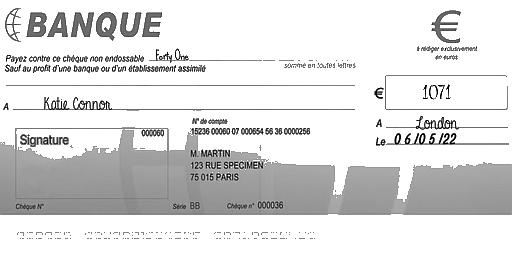 BANQUE
€
à rédiger exclusivement
en euros
Payez contre ce chèque non endossable Forty One
Sauf au profit d'une banque ou d'un établissement assimilé
somme en toutes lettres
€ 1071
A Katie Connor
A London
Le 06/05/22
Signature
000060
N° de compte
15236 00060 07 000654 56 36 0000256
M. MARTIN
123 RUE SPECIMEN
75 015 PARIS
Chèque N°
Série BB
Chèque n° 000036